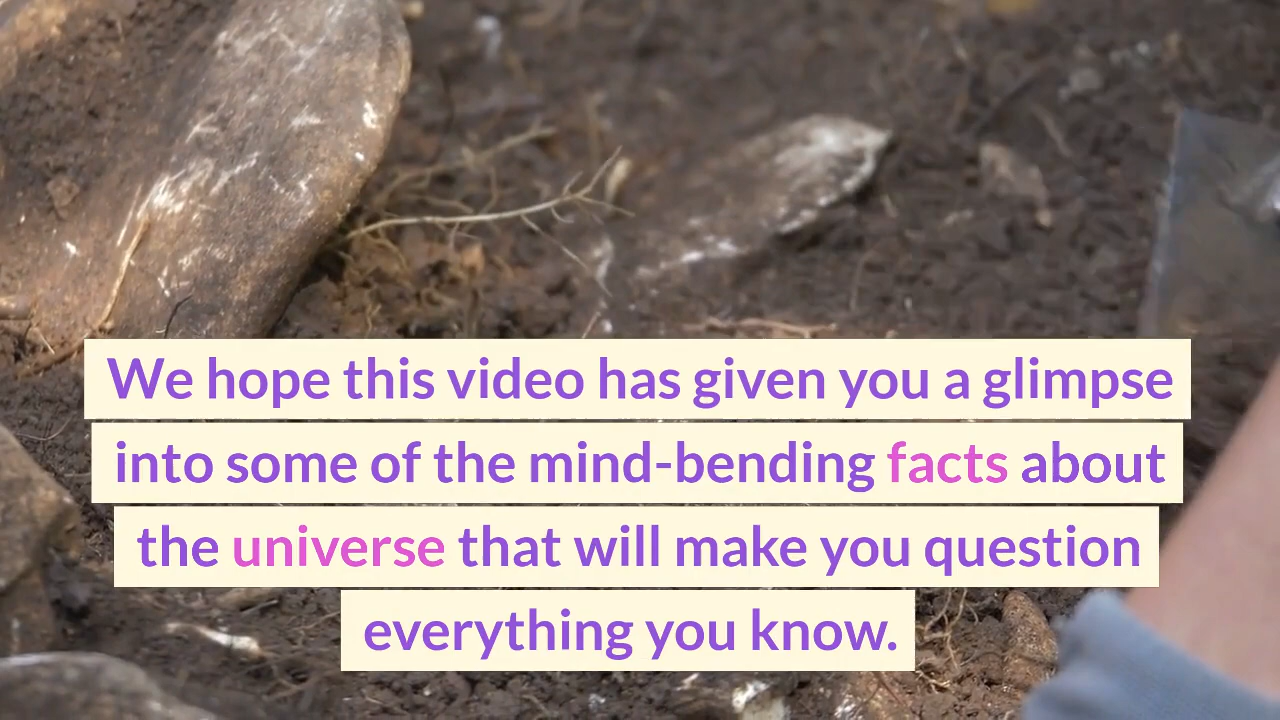 We hope this video has given you a glimpse
into some of the mind-bending facts about
the universe that will make you question
everything you know.